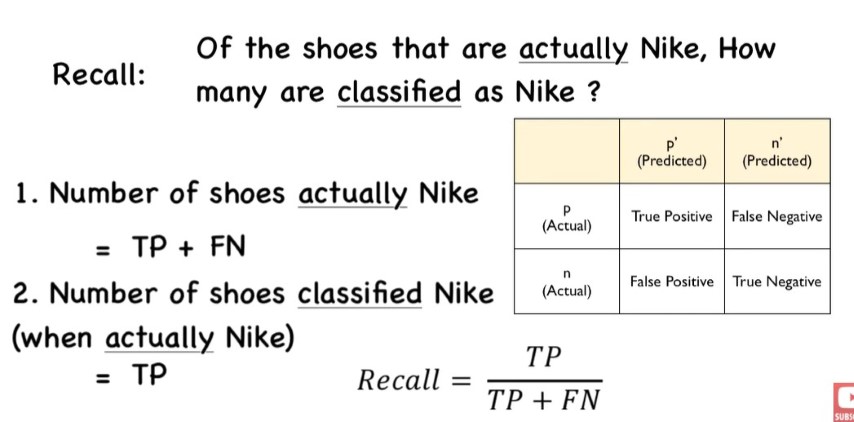 Recall:
Of the shoes that are actually Nike, How
many are classified as Nike ?
p'
(Predicted)
n'
(Predicted)
p
(Actual)
True Positive
False Negative
n
(Actual)
False Positive
True Negative
1. Number of shoes actually Nike
= TP + FN
2. Number of shoes classified Nike
(when actually Nike)
= TP
Recall = TP
TP + FN